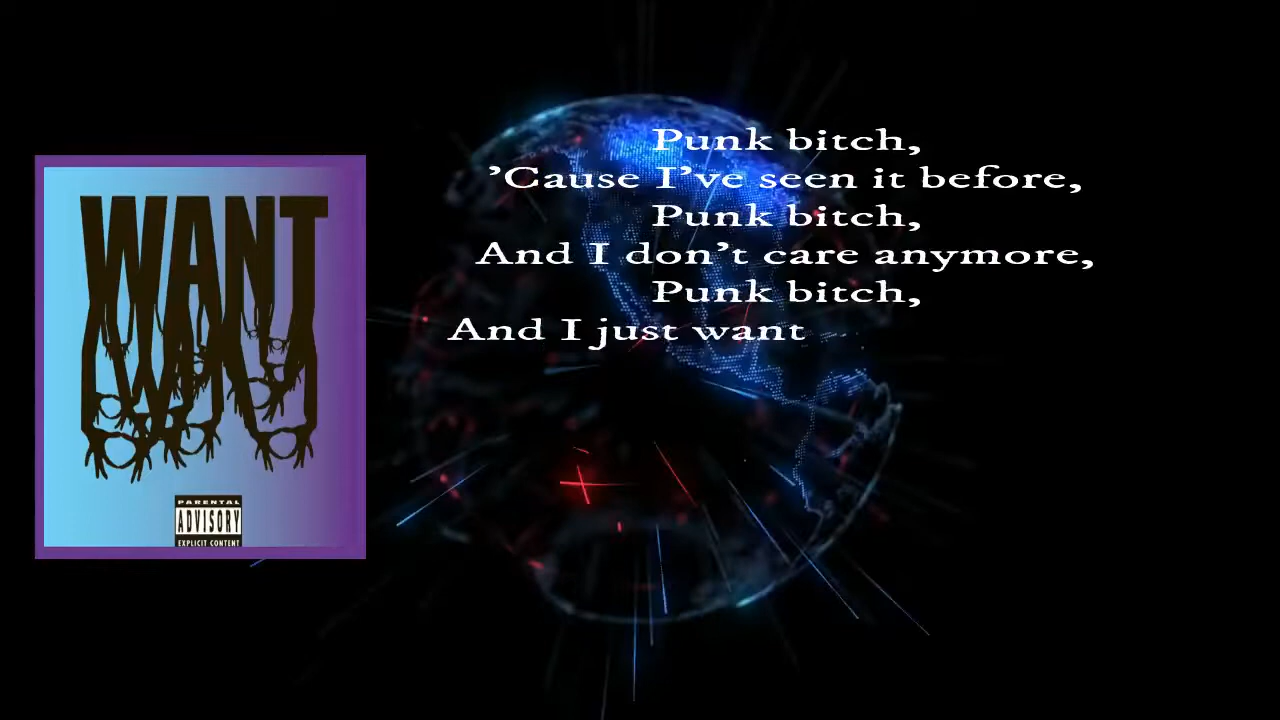 Punk bitch,
’Cause I’ve seen it before,
Punk bitch,
And I don’t care anymore,
Punk bitch,
And I just want
WANT
PARENTAL
ADVISORY
EXPLICIT CONTENT